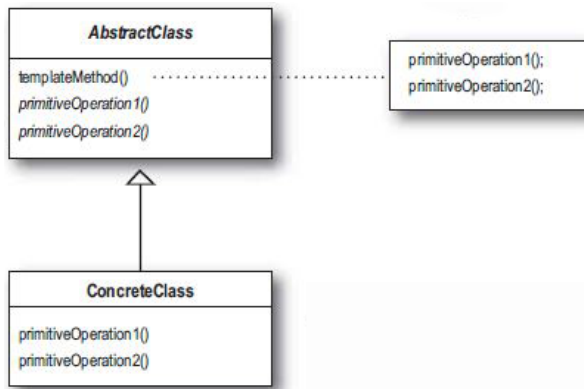 AbstractClass
templateMethod()
primitiveOperation1()
primitiveOperation2()
primitiveOperation1();
primitiveOperation2();
ConcreteClass
primitiveOperation1()
primitiveOperation2()